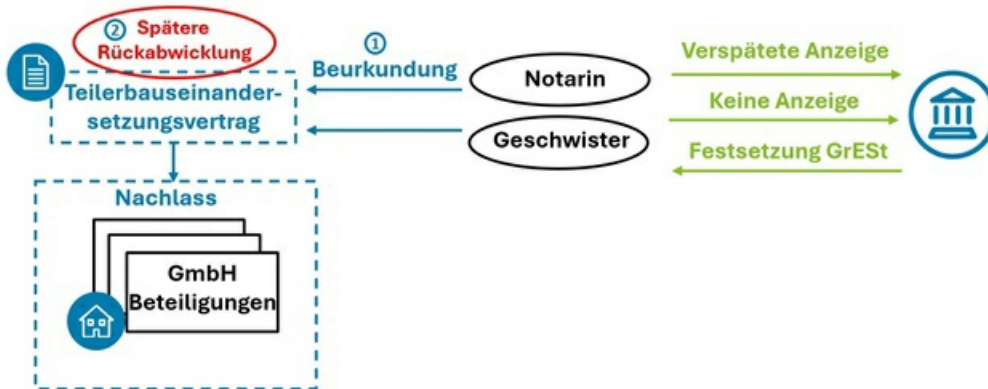 ② Spätere
Rückabwicklung
Teilerbauseinander-
setzungsvertrag
①
Beurkundung
Notarin
Geschwister
Verspätete Anzeige
Keine Anzeige
Festsetzung GrESt
Nachlass
GmbH
Beteiligungen